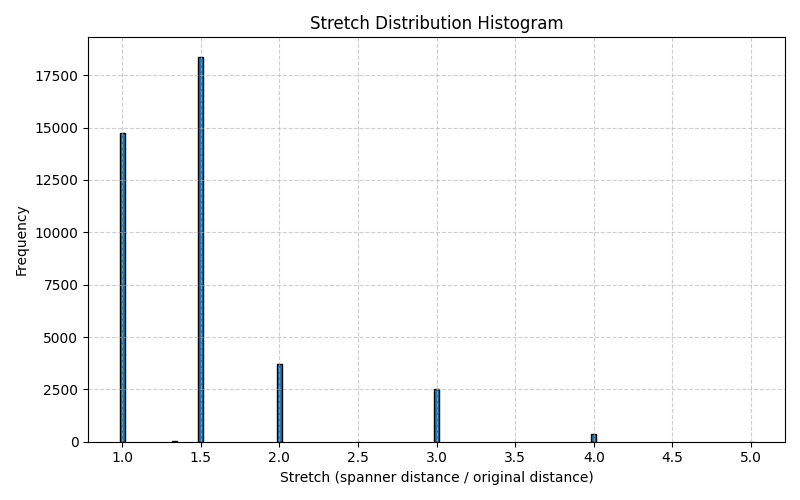 Stretch Distribution Histogram
Frequency
17500
15000
12500
10000
7500
5000
2500
0
1.0 1.5 2.0 2.5 3.0 3.5 4.0 4.5 5.0
Stretch (spanner distance / original distance)